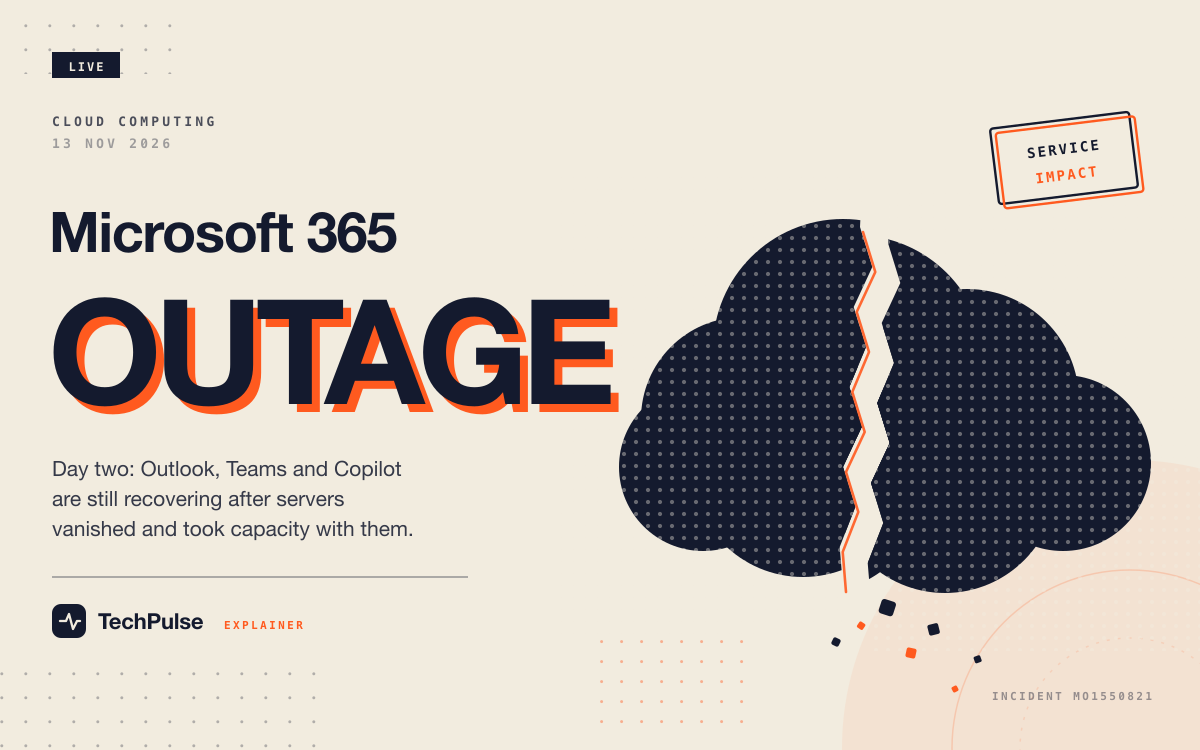 LIVE
CLOUD COMPUTING
13 NOV 2026
SERVICE
IMPACT
Microsoft 365
OUTAGE
Day two: Outlook, Teams and Copilot
are still recovering after servers
vanished and took capacity with them.
TechPulse EXPLAINER
INCIDENT MO1550821